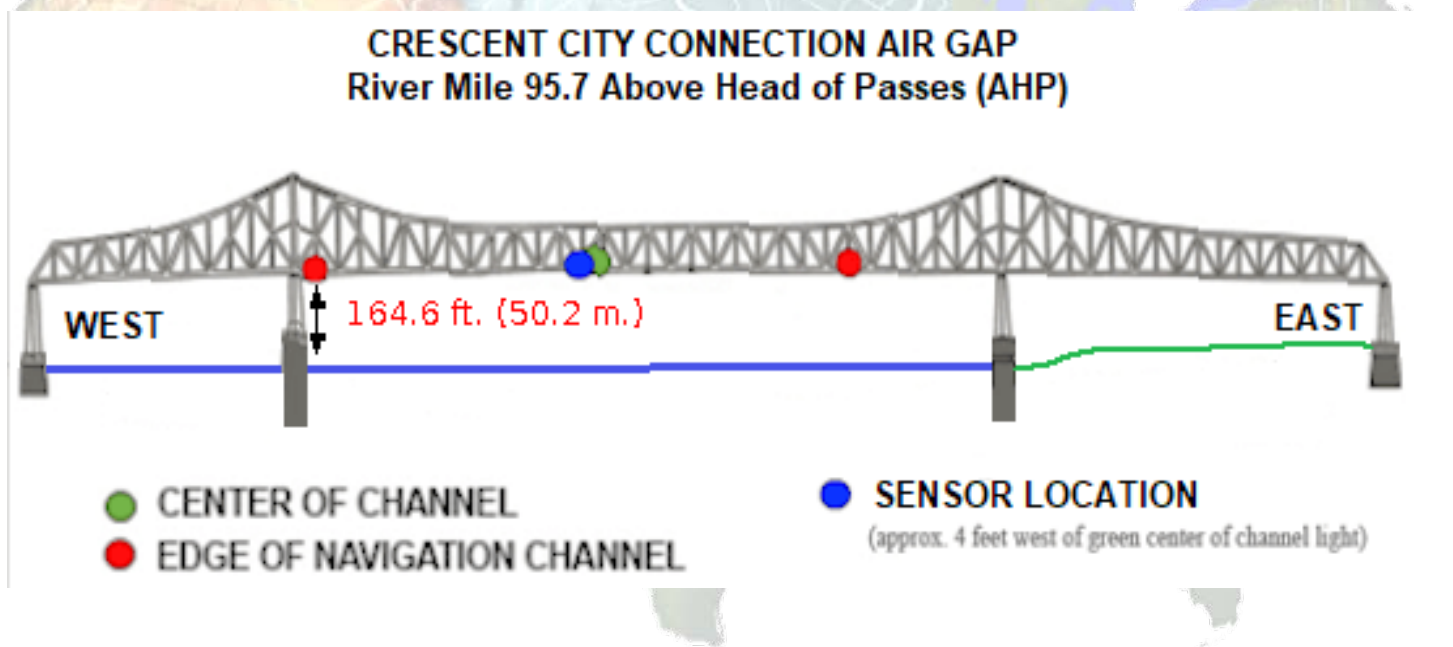 CRESCENT CITY CONNECTION AIR GAP
River Mile 95.7 Above Head of Passes (AHP)
WEST
164.6 ft. (50.2 m.)
EAST
CENTER OF CHANNEL
EDGE OF NAVIGATION CHANNEL
SENSOR LOCATION
(approx. 4 feet west of green center of channel light)